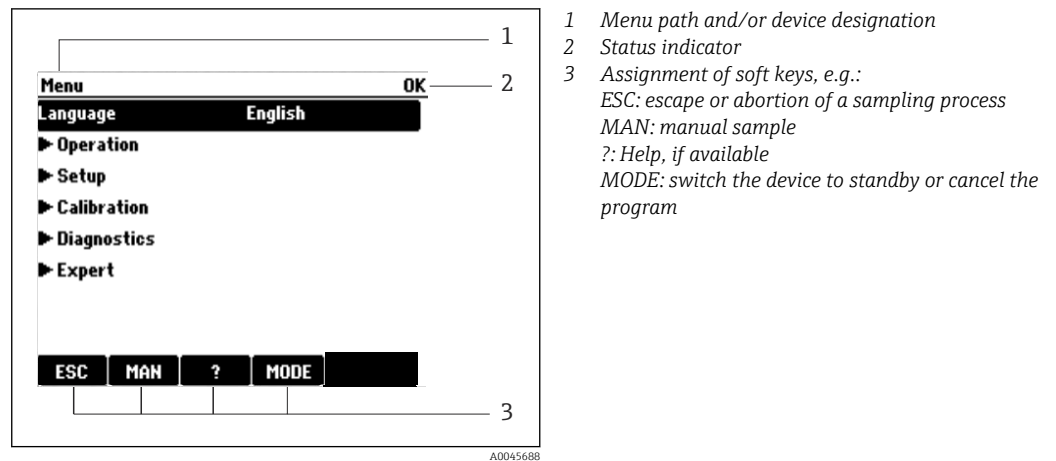 1
Menu OK
2
Language English
Operation
Setup
Calibration
Diagnostics
Expert
ESC MAN ? MODE
3
A0045688
1 Menu path and/or device designation
2 Status indicator
3 Assignment of soft keys, e.g.:
ESC: escape or abortion of a sampling process
MAN: manual sample
?: Help, if available
MODE: switch the device to standby or cancel the
program